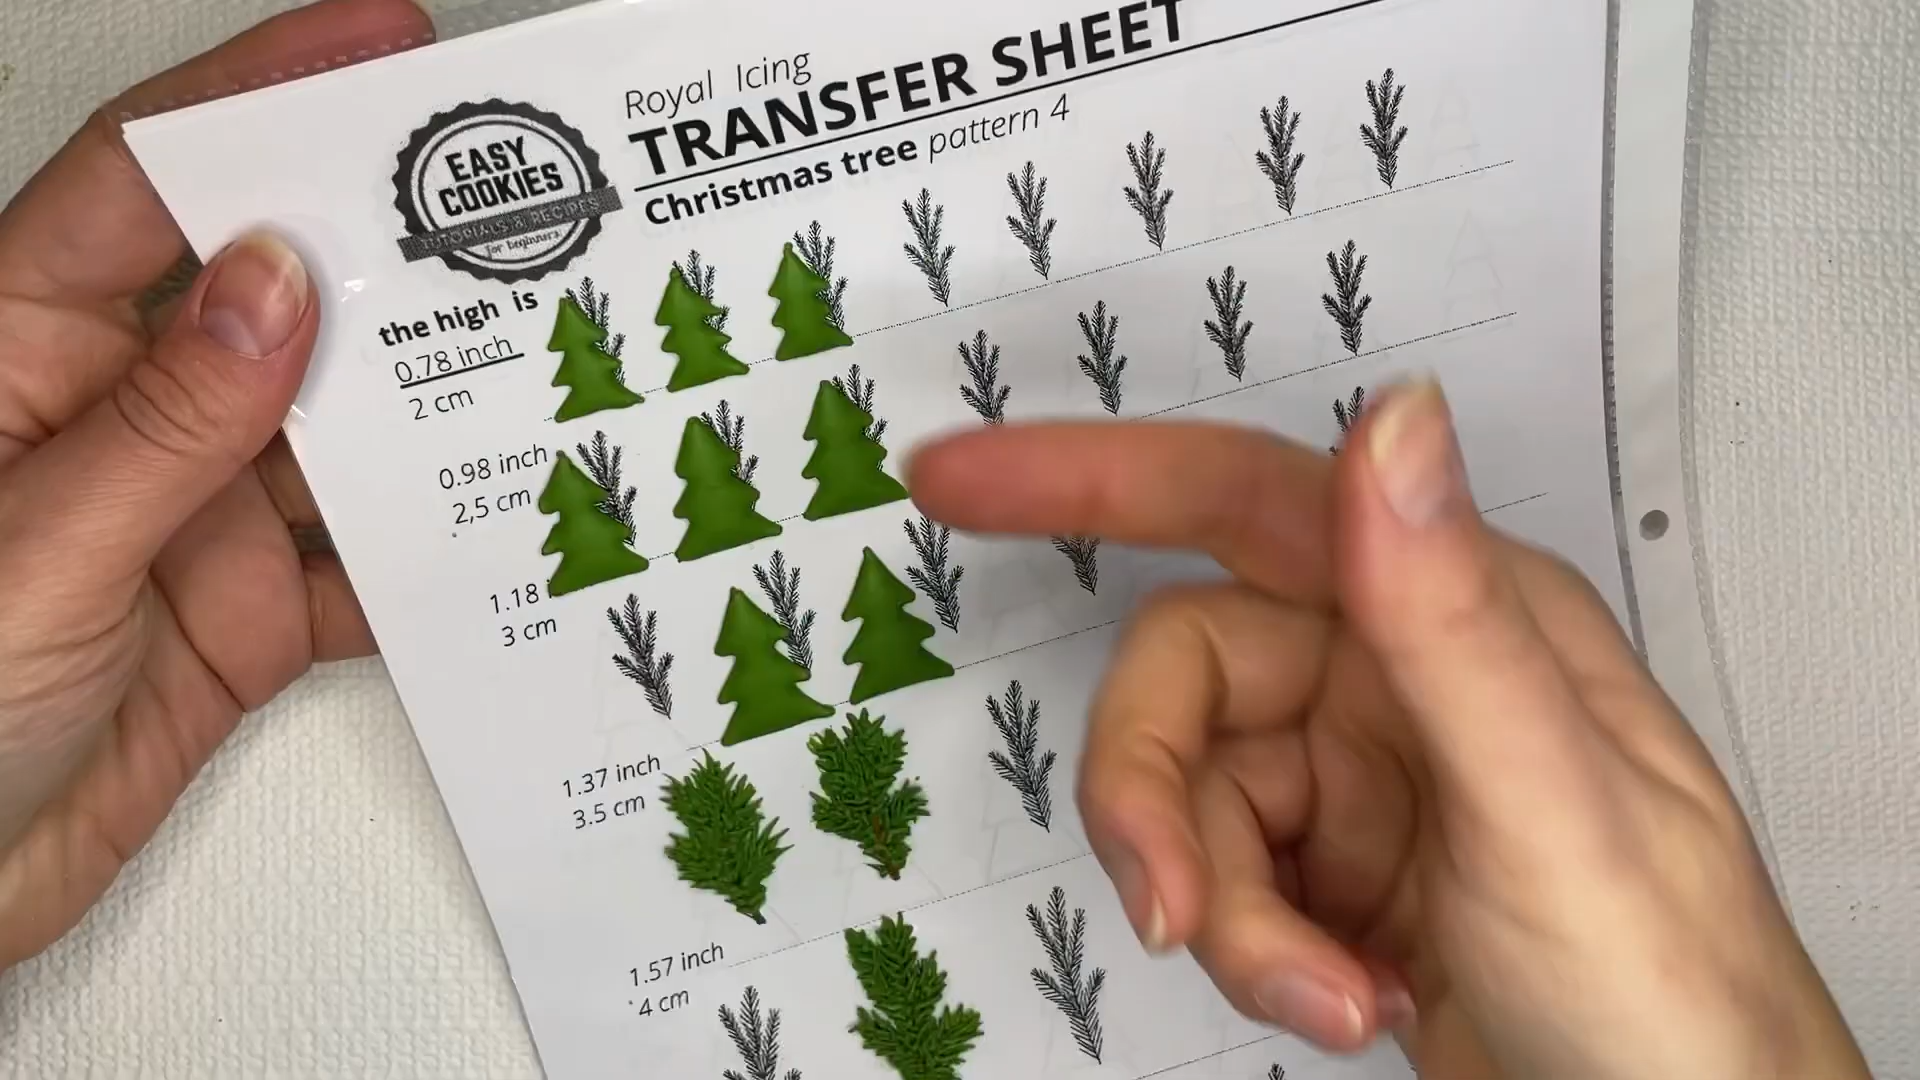 Royal Icing
TRANSFER SHEET
Christmas tree pattern 4
EASY
COOKIES
TUTORIALS & RECIPES
for beginners
the high is
0.78 inch
2 cm
0.98 inch
2,5 cm
1.18
3 cm
1.37 inch
3.5 cm
1.57 inch
4 cm